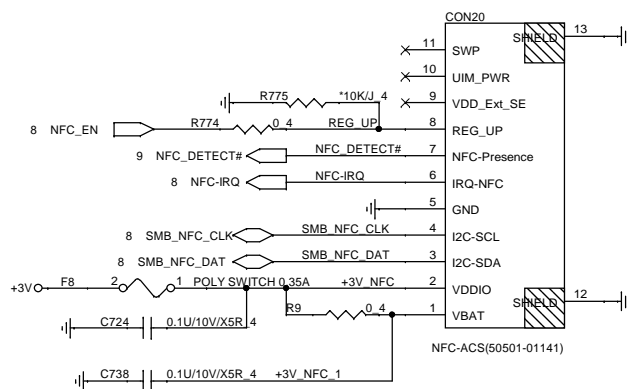 CON20
SHIELD 13
11 SWP
10 UIM_PWR
9 VDD_Ext_SE
R775 *10K/J_4
8 NFC_EN R774 0_4 REG_UP 8 REG_UP
9 NFC_DETECT# NFC_DETECT# 7 NFC-Presence
8 NFC-IRQ NFC-IRQ 6 IRQ-NFC
5 GND
8 SMB_NFC_CLK SMB_NFC_CLK 4 I2C-SCL
8 SMB_NFC_DAT SMB_NFC_DAT 3 I2C-SDA
+3V F8 2 1 POLY SWITCH 0.35A +3V_NFC 2 VDDIO
SHIELD 12
R9 0_4 1 VBAT
C724 0.1U/10V/X5R_4
NFC-ACS(50501-01141)
C738 0.1U/10V/X5R_4 +3V_NFC_1